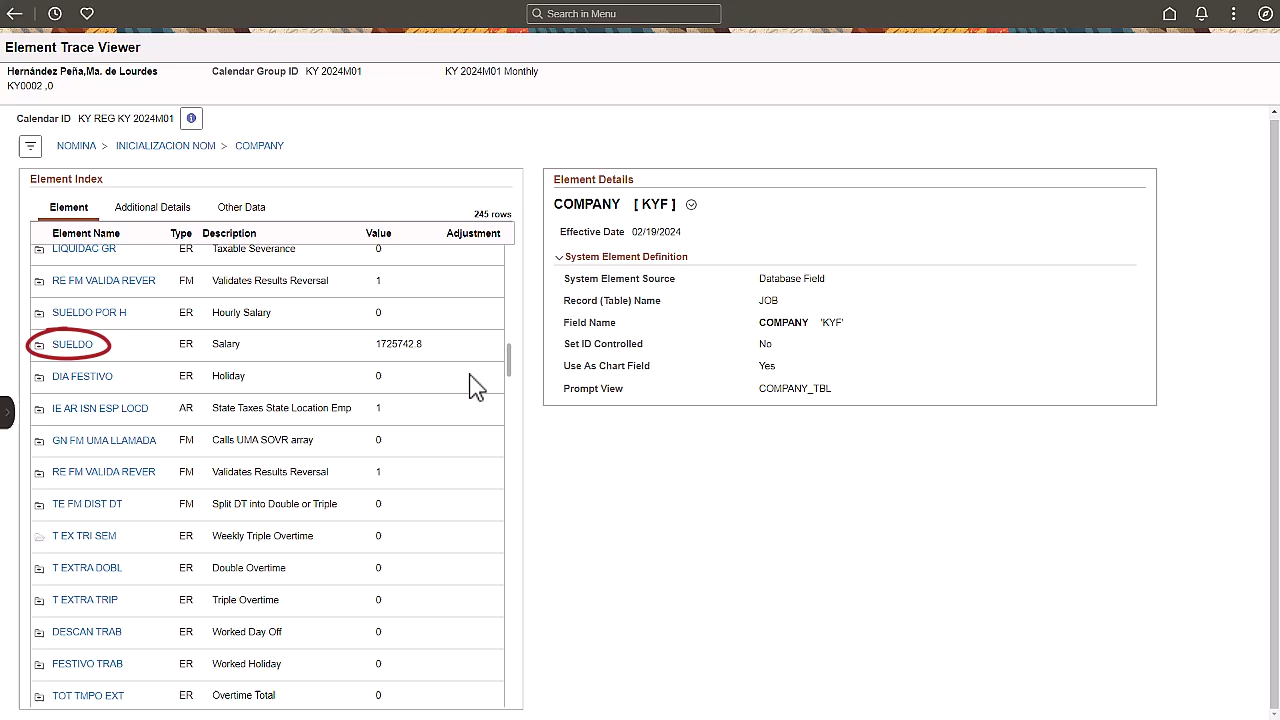 Search in Menu
Element Trace Viewer
Hernández Peña,Ma. de Lourdes Calendar Group ID KY 2024M01 KY 2024M01 Monthly
KY0002 ,0
Calendar ID KY REG KY 2024M01
NOMINA > INICIALIZACION NOM > COMPANY
Element Index
Element Additional Details Other Data
245 rows
Element Name Type Description Value Adjustment
LIQUIDAC GR ER Taxable Severance 0
RE FM VALIDA REVER FM Validates Results Reversal 1
SUELDO POR H ER Hourly Salary 0
SUELDO ER Salary 1725742.8
DIA FESTIVO ER Holiday 0
IE AR ISN ESP LOCD AR State Taxes State Location Emp 1
GN FM UMA LLAMADA FM Calls UMA SOVR array 0
RE FM VALIDA REVER FM Validates Results Reversal 1
TE FM DIST DT FM Split DT into Double or Triple 0
T EX TRI SEM ER Weekly Triple Overtime 0
T EXTRA DOBL ER Double Overtime 0
T EXTRA TRIP ER Triple Overtime 0
DESCAN TRAB ER Worked Day Off 0
FESTIVO TRAB ER Worked Holiday 0
TOT TMPO EXT ER Overtime Total 0
Element Details
COMPANY [ KYF ]
Effective Date 02/19/2024
System Element Definition
System Element Source Database Field
Record (Table) Name JOB
Field Name COMPANY 'KYF'
Set ID Controlled No
Use As Chart Field Yes
Prompt View COMPANY_TBL